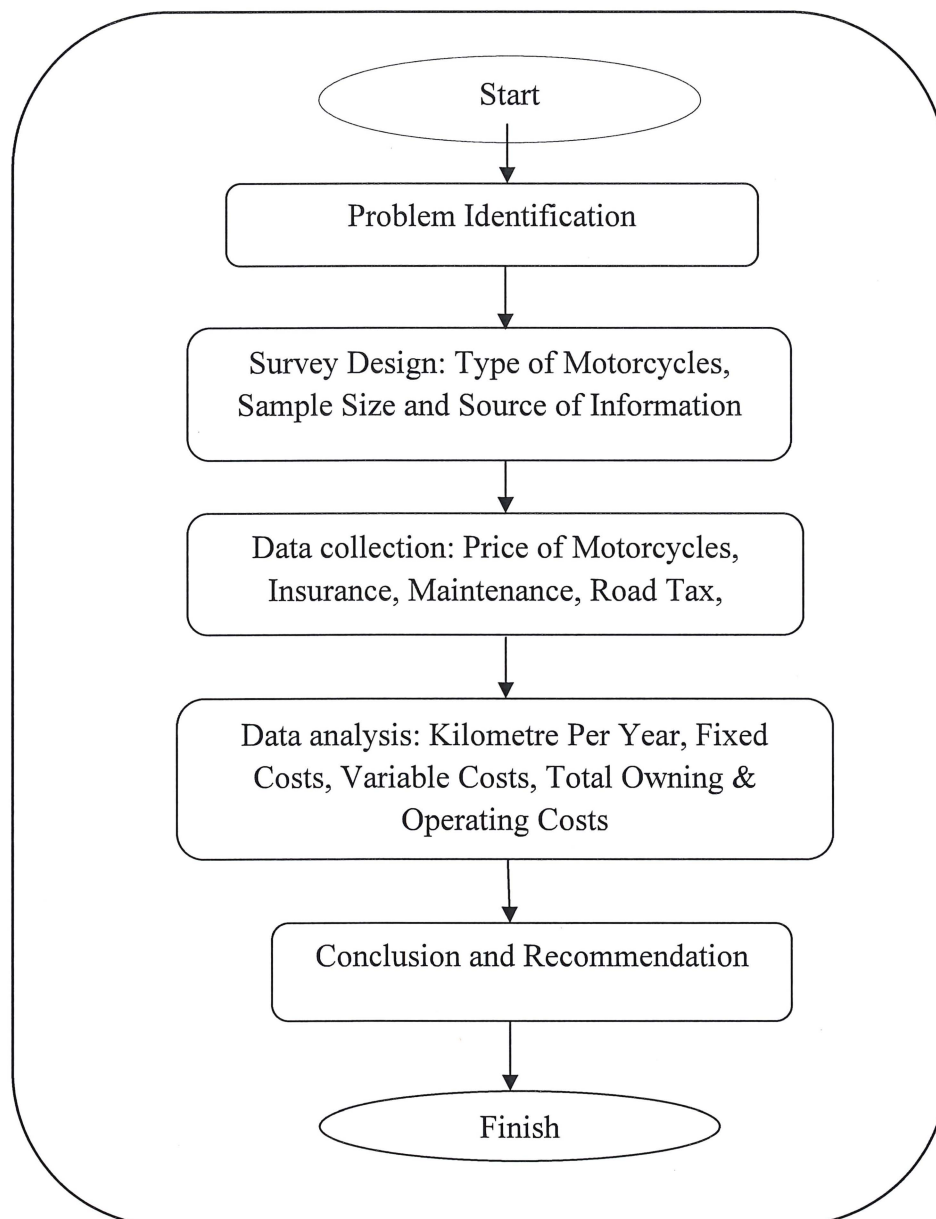 Start
Problem Identification
Survey Design: Type of Motorcycles,
Sample Size and Source of Information
Data collection: Price of Motorcycles,
Insurance, Maintenance, Road Tax,
Data analysis: Kilometre Per Year, Fixed
Costs, Variable Costs, Total Owning &
Operating Costs
Conclusion and Recommendation
Finish